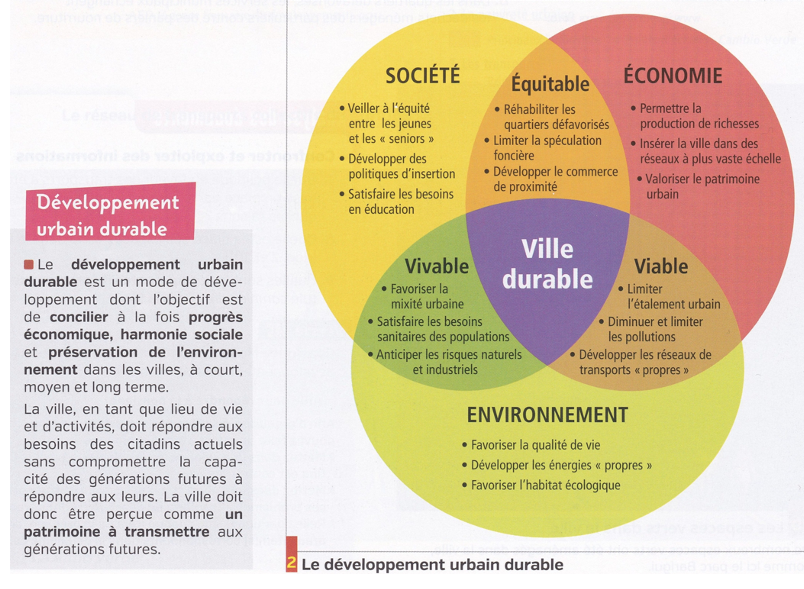 Développement
urbain durable
Le développement urbain
durable est un mode de déve-
loppement dont l'objectif est
de concilier à la fois progrès
économique, harmonie sociale
et préservation de l'environ-
nement dans les villes, à court,
moyen et long terme.
La ville, en tant que lieu de vie
et d'activités, doit répondre aux
besoins des citadins actuels
sans compromettre la capa-
cité des générations futures à
répondre aux leurs. La ville doit
donc être perçue comme un
patrimoine à transmettre aux
générations futures.
SOCIÉTÉ
• Veiller à l'équité
entre les jeunes
et les « seniors »
• Développer des
politiques d'insertion
• Satisfaire les besoins
en éducation
Équitable
• Réhabiliter les
quartiers défavorisés
• Limiter la spéculation
foncière
• Développer le commerce
de proximité
ÉCONOMIE
• Permettre la
production de richesses
• Insérer la ville dans des
réseaux à plus vaste échelle
• Valoriser le patrimoine
urbain
Ville
durable
Vivable
• Favoriser la
mixité urbaine
• Satisfaire les besoins
sanitaires des populations
• Anticiper les risques naturels
et industriels
Viable
• Limiter
l'étalement urbain
• Diminuer et limiter
les pollutions
• Développer les réseaux de
transports « propres »
ENVIRONNEMENT
• Favoriser la qualité de vie
• Développer les énergies « propres »
• Favoriser l'habitat écologique
2 Le développement urbain durable